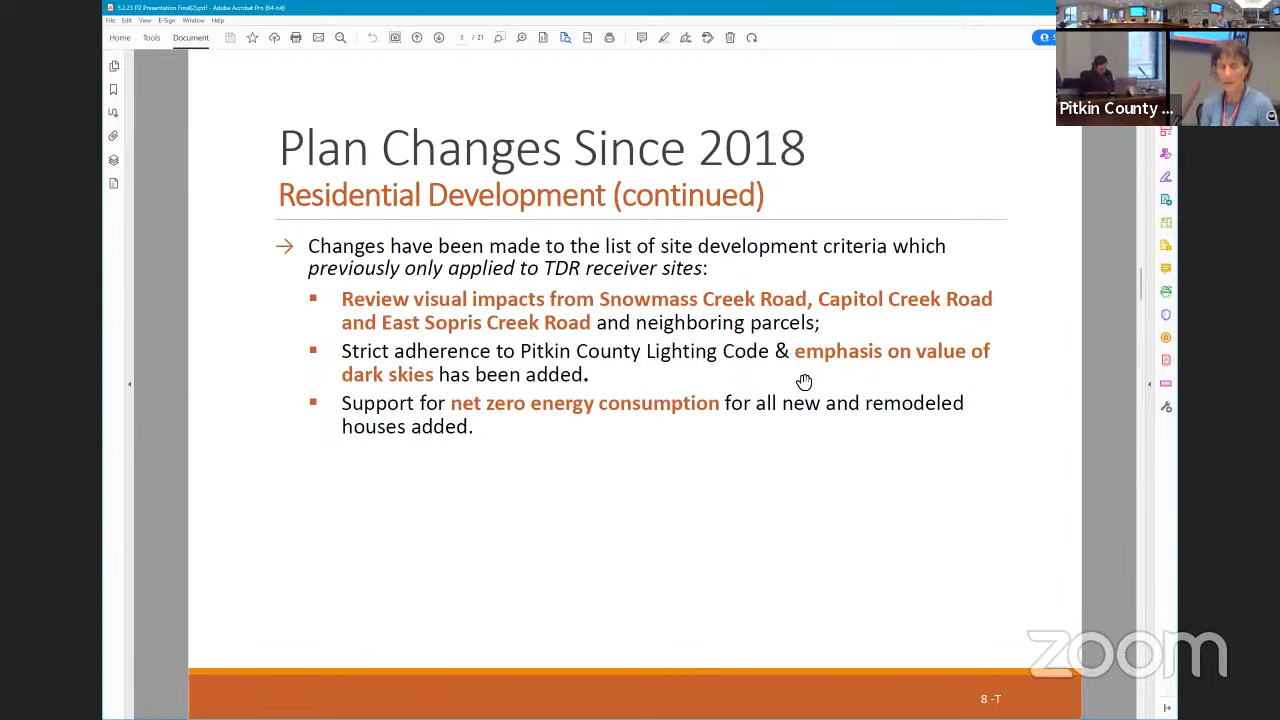 5.2.23 PZ Presentation Final(2).pdf - Adobe Acrobat Pro (64-bit)
File Edit View E-Sign Window Help
Home Tools Document
8 / 21
Pitkin County ...
Plan Changes Since 2018
Residential Development (continued)
→ Changes have been made to the list of site development criteria which
previously only applied to TDR receiver sites:
▪ Review visual impacts from Snowmass Creek Road, Capitol Creek Road
and East Sopris Creek Road and neighboring parcels;
▪ Strict adherence to Pitkin County Lighting Code & emphasis on value of
dark skies has been added.
▪ Support for net zero energy consumption for all new and remodeled
houses added.
zoom
8 -T